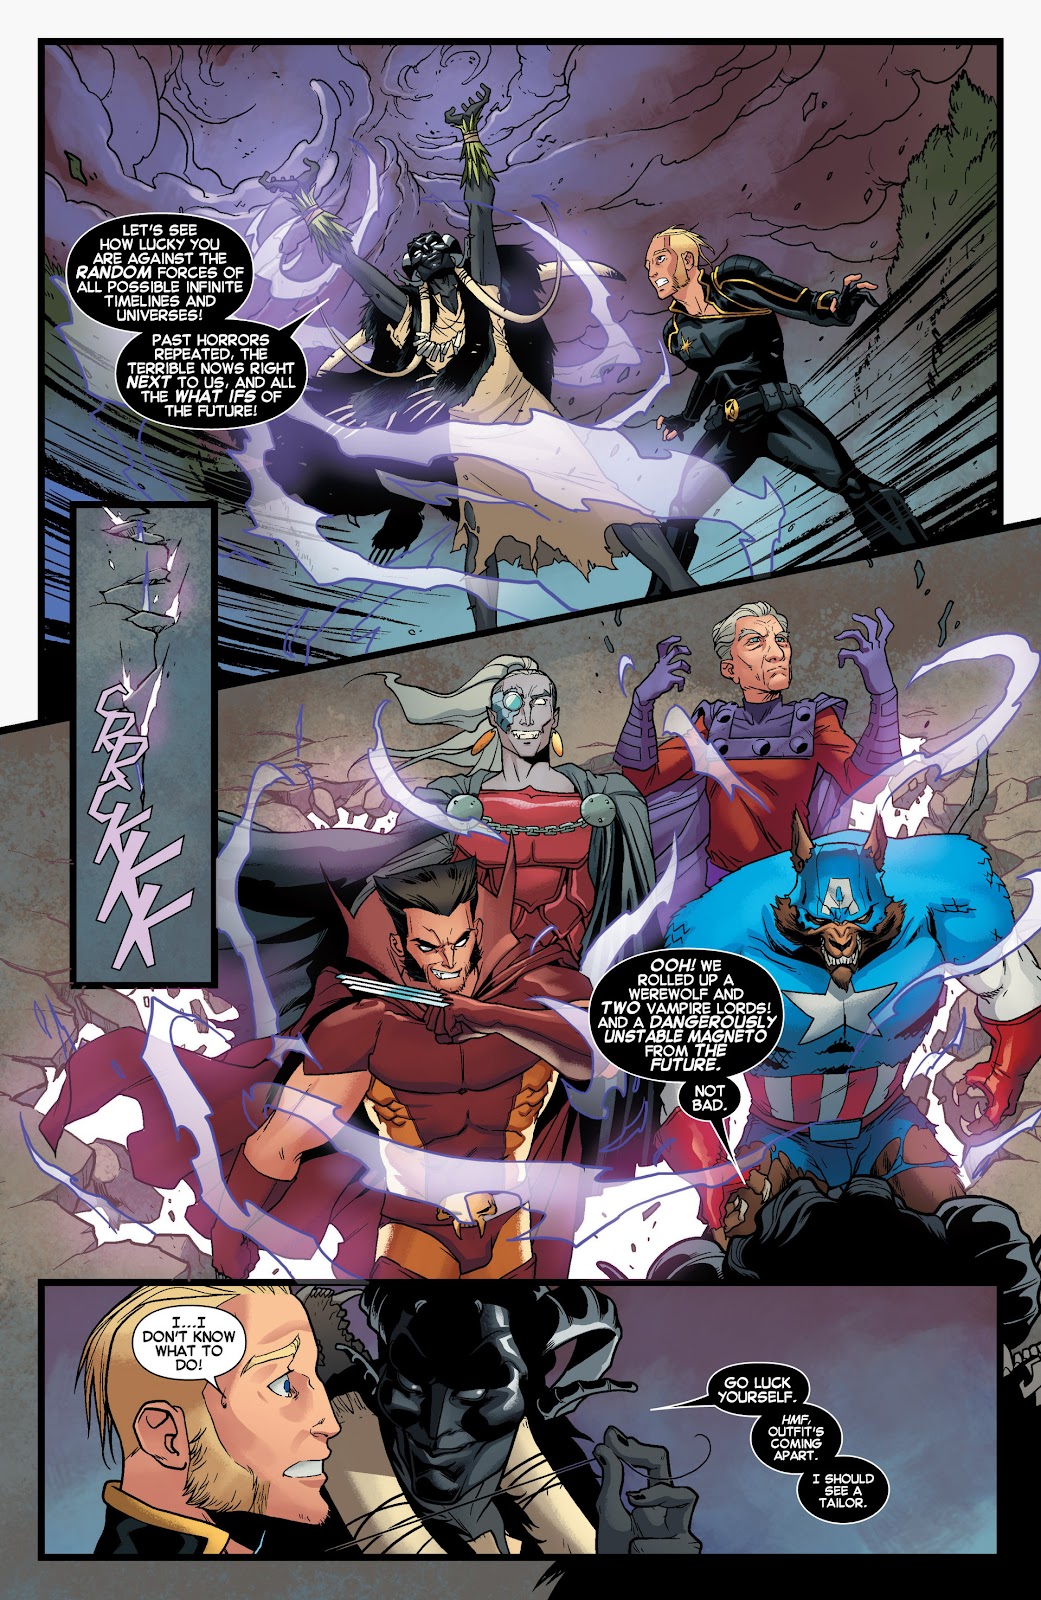 LET'S SEE
HOW LUCKY YOU
ARE AGAINST THE
RANDOM FORCES OF
ALL POSSIBLE INFINITE
TIMELINES AND
UNIVERSES!
PAST HORRORS
REPEATED, THE
TERRIBLE NOWS RIGHT
NEXT TO US, AND ALL
THE WHAT IFS OF
THE FUTURE!
CRRCKKKK
OOH! WE
ROLLED UP A
WEREWOLF AND
TWO VAMPIRE LORDS!
AND A DANGEROUSLY
UNSTABLE MAGNETO
FROM THE
FUTURE.
NOT
BAD.
A
I...I
DON'T KNOW
WHAT TO
DO!
GO LUCK
YOURSELF.
HMF,
OUTFIT'S
COMING
APART.
I SHOULD
SEE A
TAILOR.